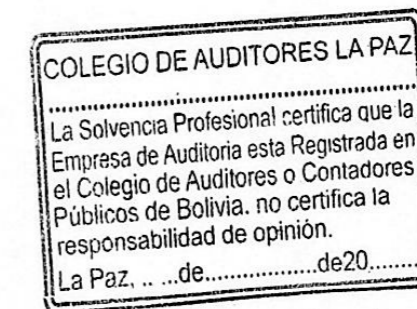 COLEGIO DE AUDITORES LA PAZ
La Solvencia Profesional certifica que la
Empresa de Auditoria esta Registrada en
el Colegio de Auditores o Contadores
Públicos de Bolivia. no certifica la
responsabilidad de opinión.
La Paz, .. ...de..................de20.........